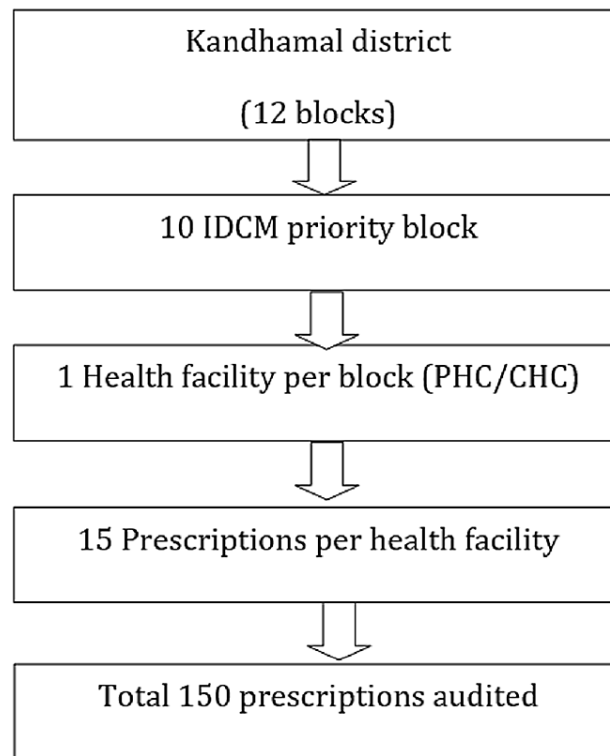 Kandhamal district
(12 blocks)
10 IDCM priority block
1 Health facility per block (PHC/CHC)
15 Prescriptions per health facility
Total 150 prescriptions audited